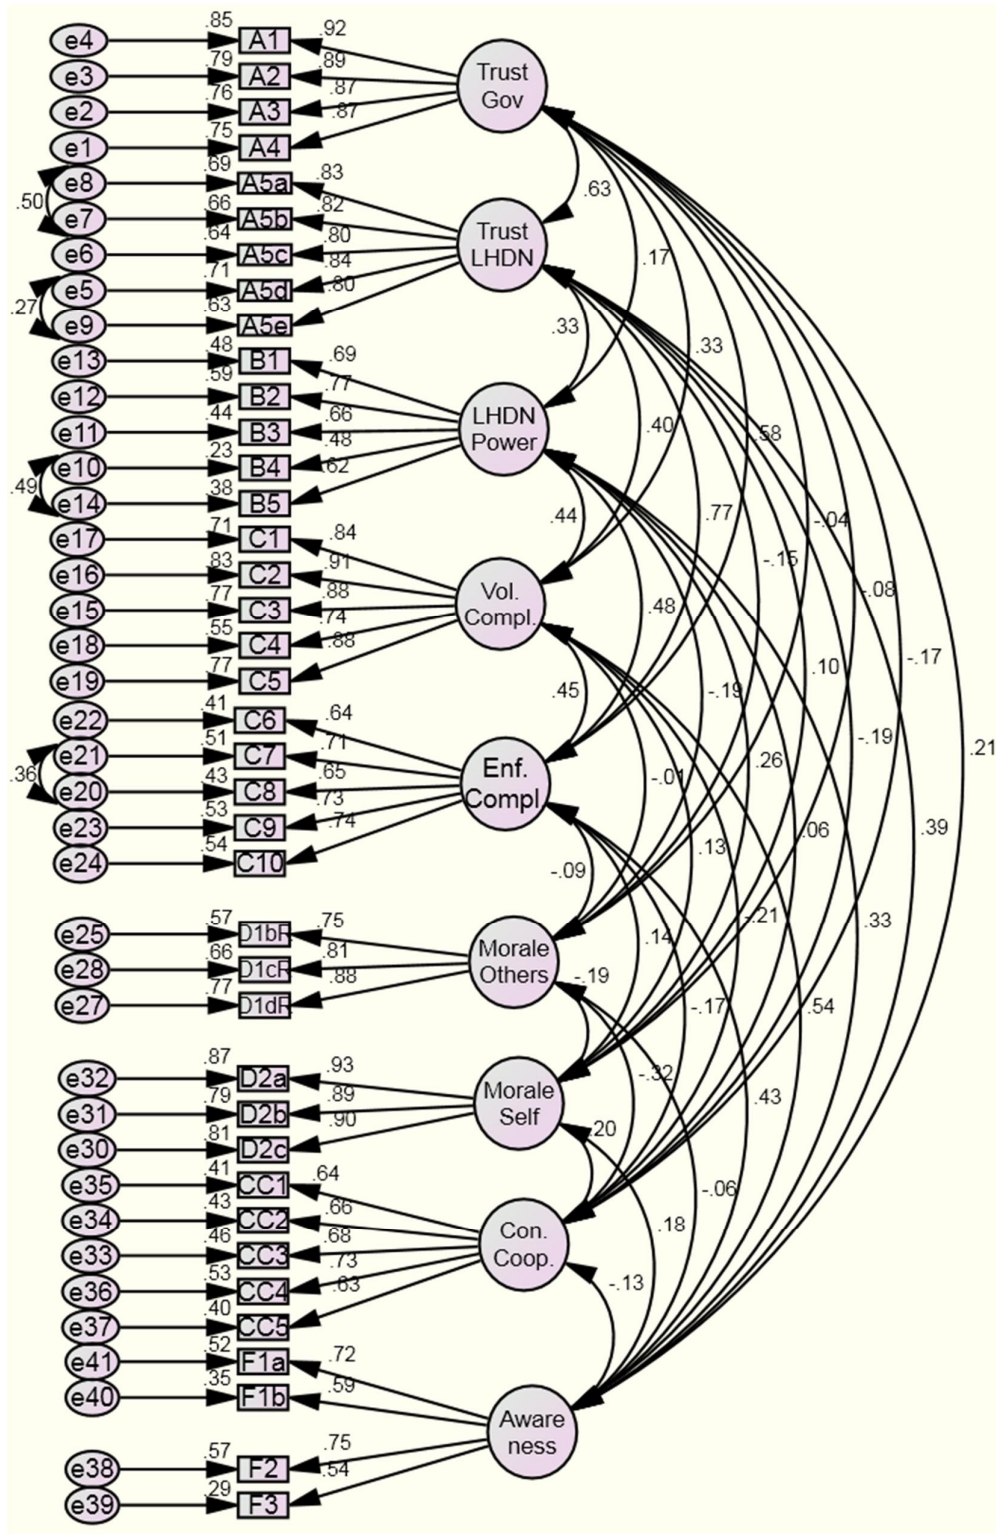 e4 .85 A1 .92
e3 .79 A2 .89
e2 .76 A3 .87
e1 .75 A4 .87
Trust
Gov
e8 .69 A5a .83
e7 .66 A5b .82
e6 .64 A5c .80
e5 .71 A5d .84
e9 .63 A5e .80
.50
.27
Trust
LHDN
e13 .48 B1 .69
e12 .59 B2 .77
e11 .44 B3 .66
e10 .23 B4 .48
e14 .38 B5 .62
.49
LHDN
Power
e17 .71 C1 .84
e16 .83 C2 .91
e15 .77 C3 .88
e18 .55 C4 .74
e19 .77 C5 .88
Vol.
Compl.
e22 .41 C6 .64
e21 .51 C7 .71
e20 .43 C8 .65
e23 .53 C9 .73
e24 .54 C10 .74
.36
Enf.
Compl.
e25 .57 D1bR .75
e28 .66 D1cR .81
e27 .77 D1dR .88
Morale
Others
e32 .87 D2a .93
e31 .79 D2b .89
e30 .81 D2c .90
Morale
Self
e35 .41 CC1 .64
e34 .43 CC2 .66
e33 .46 CC3 .68
e36 .53 CC4 .73
e37 .40 CC5 .63
Con.
Coop.
e41 .52 F1a .72
e40 .35 F1b .59
e38 .57 F2 .75
e39 .29 F3 .54
Aware
ness
.63
.17
.33 .33
.40 .58
.44 .77 -.04
-.15 -.08
.48 -.17
.45 -.19 .10
-.19 .21
-.01 .26
.06 .39
-.09 .13
-.21 .33
.14
-.19 -.17 .54
-.32 .43
.20
-.06
.18
-.13